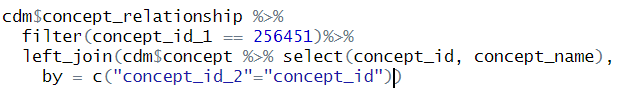 cdm$concept_relationship %>%
  filter(concept_id_1 == 256451)%>%
  left_join(cdm$concept %>% select(concept_id, concept_name),
    by = c("concept_id_2"="concept_id"))